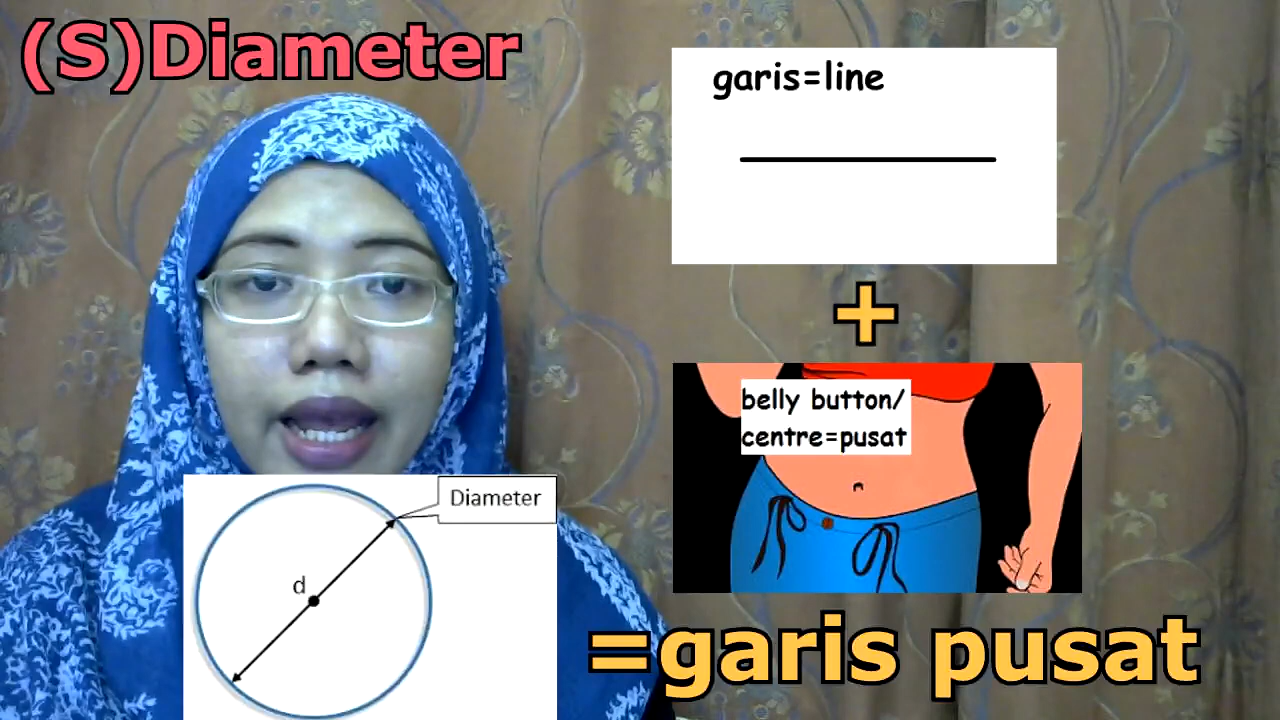 (S)Diameter
garis=line
+
belly button/
centre=pusat
Diameter
d
=garis pusat